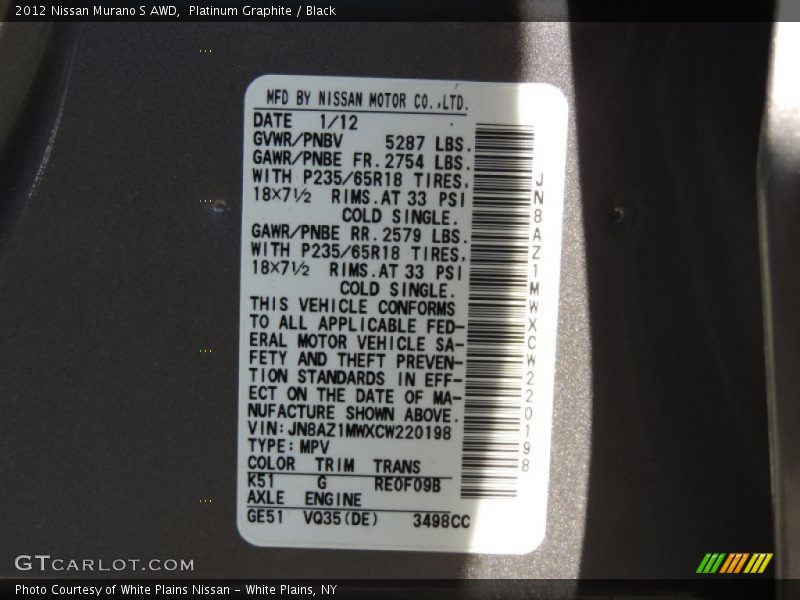 2012 Nissan Murano S AWD,  Platinum Graphite / Black
MFD BY NISSAN MOTOR CO.,LTD.
DATE 1/12
GVWR/PNBV 5287 LBS.
GAWR/PNBE FR. 2754 LBS.
WITH P235/65R18 TIRES,
18×7½ RIMS. AT 33 PSI
COLD SINGLE.
GAWR/PNBE RR. 2579 LBS.
WITH P235/65R18 TIRES,
18×7½ RIMS. AT 33 PSI
COLD SINGLE.
THIS VEHICLE CONFORMS
TO ALL APPLICABLE FED-
ERAL MOTOR VEHICLE SA-
FETY AND THEFT PREVEN-
TION STANDARDS IN EFF-
ECT ON THE DATE OF MA-
NUFACTURE SHOWN ABOVE.
VIN:JN8AZ1MWXCW220198
TYPE:MPV
COLOR TRIM TRANS
K51 G RE0F09B
AXLE ENGINE
GE51 VQ35(DE) 3498CC
JN8AZ1MWXCW220198
GTCARLOT.COM
Photo Courtesy of White Plains Nissan - White Plains, NY